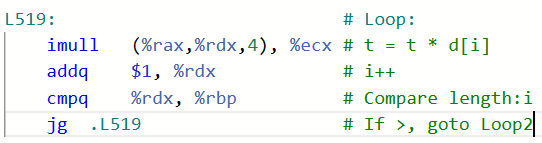 L519: # Loop:
imull (%rax,%rdx,4), %ecx # t = t * d[i]
addq $1, %rdx # i++
cmpq %rdx, %rbp # Compare length:i
jg .L519 # If >, goto Loop2